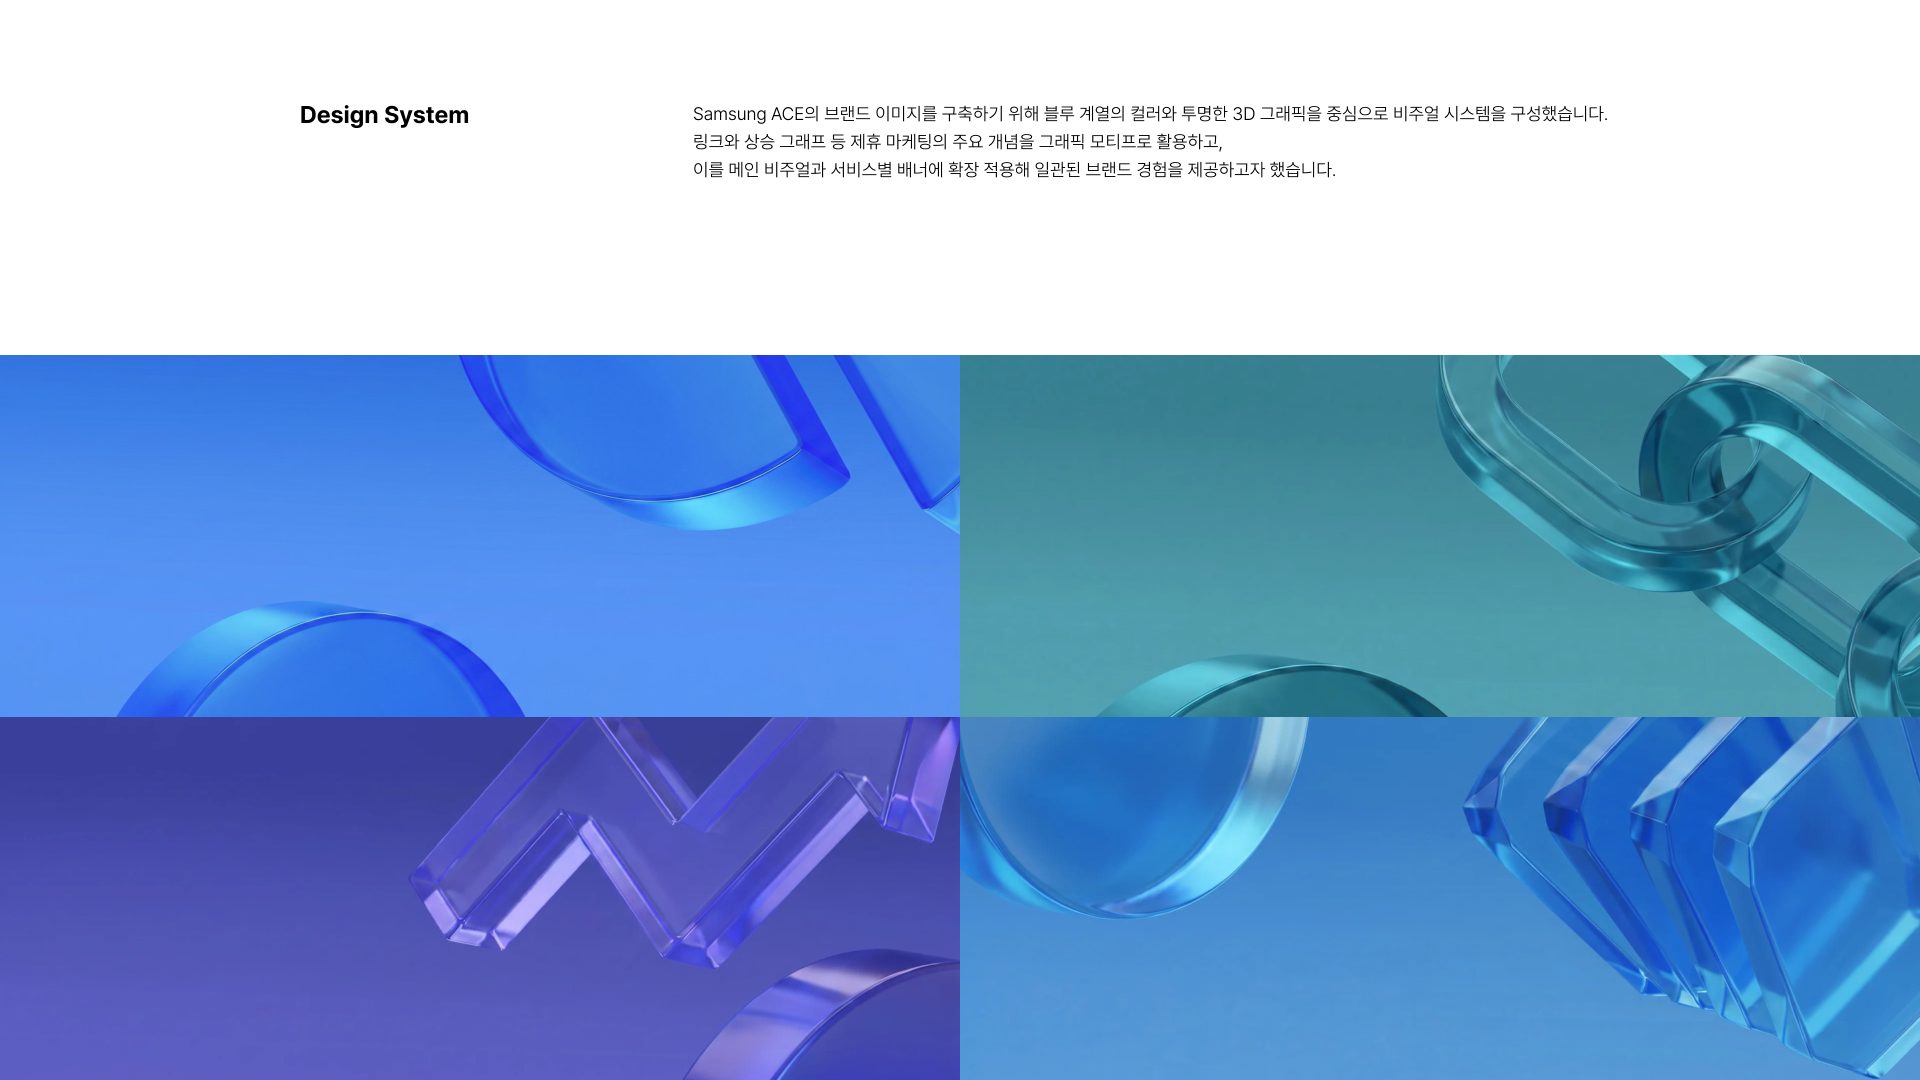 Design System
Samsung ACE의 브랜드 이미지를 구축하기 위해 블루 계열의 컬러와 투명한 3D 그래픽을 중심으로 비주얼 시스템을 구성했습니다.
링크와 상승 그래프 등 제휴 마케팅의 주요 개념을 그래픽 모티프로 활용하고,
이를 메인 비주얼과 서비스별 배너에 확장 적용해 일관된 브랜드 경험을 제공하고자 했습니다.